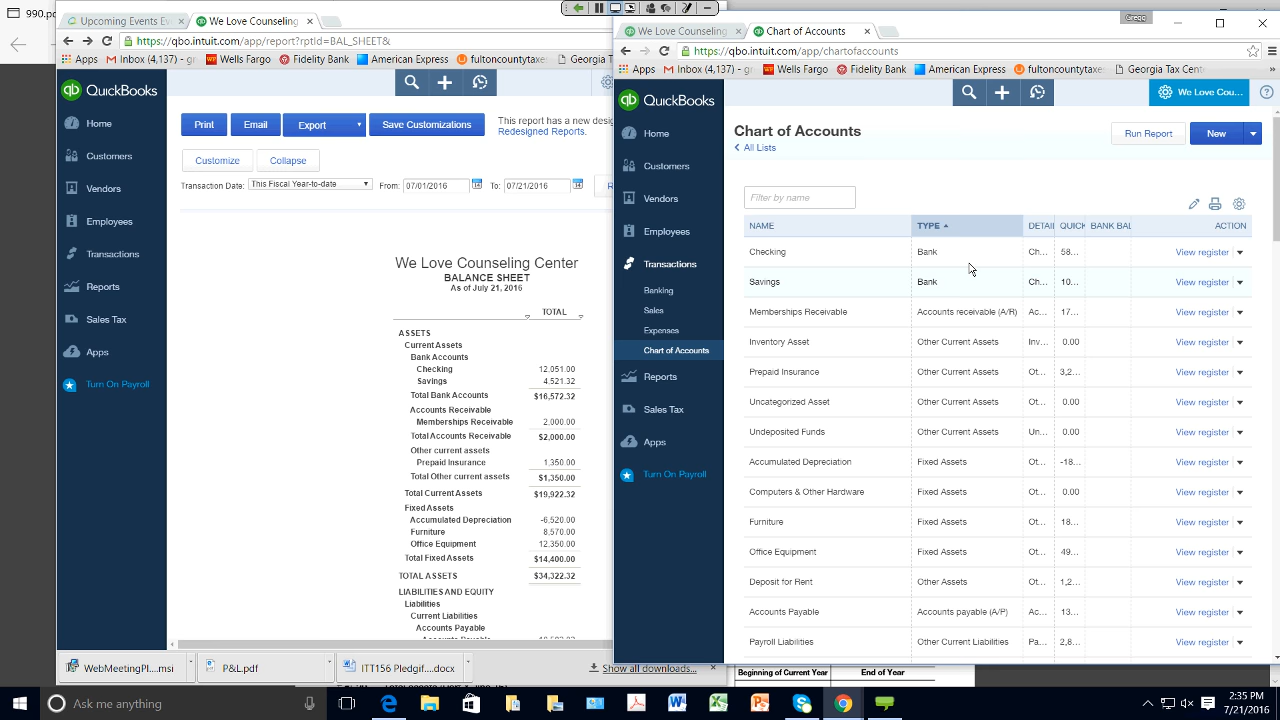 Upcoming Events Ev
We Love Counseling
https://qbo.intuit.com/app/report?rptId=BAL_SHEET&
Apps
Inbox (4,137) - gr
Wells Fargo
Fidelity Bank
American Express
fultoncountytaxes
Georgia Ta
QuickBooks
Home
Customers
Vendors
Employees
Transactions
Reports
Sales Tax
Apps
Turn On Payroll
Print
Email
Export
Save Customizations
This report has a new desig
Redesigned Reports.
Customize
Collapse
Transaction Date:
This Fiscal Year-to-date
From:
07/01/2016
To:
07/21/2016
We Love Counseling Center
BALANCE SHEET
As of July 21, 2016
TOTAL
ASSETS
Current Assets
Bank Accounts
Checking 12,051.00
Savings 4,521.32
Total Bank Accounts $16,572.32
Accounts Receivable
Memberships Receivable 2,000.00
Total Accounts Receivable $2,000.00
Other current assets
Prepaid Insurance 1,350.00
Total Other current assets $1,350.00
Total Current Assets $19,922.32
Fixed Assets
Accumulated Depreciation -6,520.00
Furniture 8,570.00
Office Equipment 12,350.00
Total Fixed Assets $14,400.00
TOTAL ASSETS $34,322.32
LIABILITIES AND EQUITY
Liabilities
Current Liabilities
Accounts Payable
WebMeetingPl....msi
P&L.pdf
ITT156 Pledgif....docx
Show all downloads...
Gregg
We Love Counseling
Chart of Accounts
https://qbo.intuit.com/app/chartofaccounts
Apps
Inbox (4,137) - gr
Wells Fargo
Fidelity Bank
American Express
fultoncountytaxes
Georgia Tax Cente
QuickBooks
We Love Cou...
Home
Customers
Vendors
Employees
Transactions
Banking
Sales
Expenses
Chart of Accounts
Reports
Sales Tax
Apps
Turn On Payroll
Chart of Accounts
All Lists
Run Report
New
Filter by name
NAME TYPE DETAI QUICK BANK BAL ACTION
Checking Bank Ch... 58... View register
Savings Bank Ch... 10... View register
Memberships Receivable Accounts receivable (A/R) Ac... 17... View register
Inventory Asset Other Current Assets Inv... 0.00 View register
Prepaid Insurance Other Current Assets Ot... 3,2... View register
Uncategorized Asset Other Current Assets Ot... 0.00 View register
Undeposited Funds Other Current Assets Un... 0.00 View register
Accumulated Depreciation Fixed Assets Ot... -18... View register
Computers & Other Hardware Fixed Assets Ot... 0.00 View register
Furniture Fixed Assets Ot... 18... View register
Office Equipment Fixed Assets Ot... 49... View register
Deposit for Rent Other Assets Ot... 1,2... View register
Accounts Payable Accounts payable (A/P) Ac... 13... View register
Payroll Liabilities Other Current Liabilities Pa... 2,8... View register
Beginning of Current Year End of Year
990.
Ask me anything
2:35 PM
7/21/2016